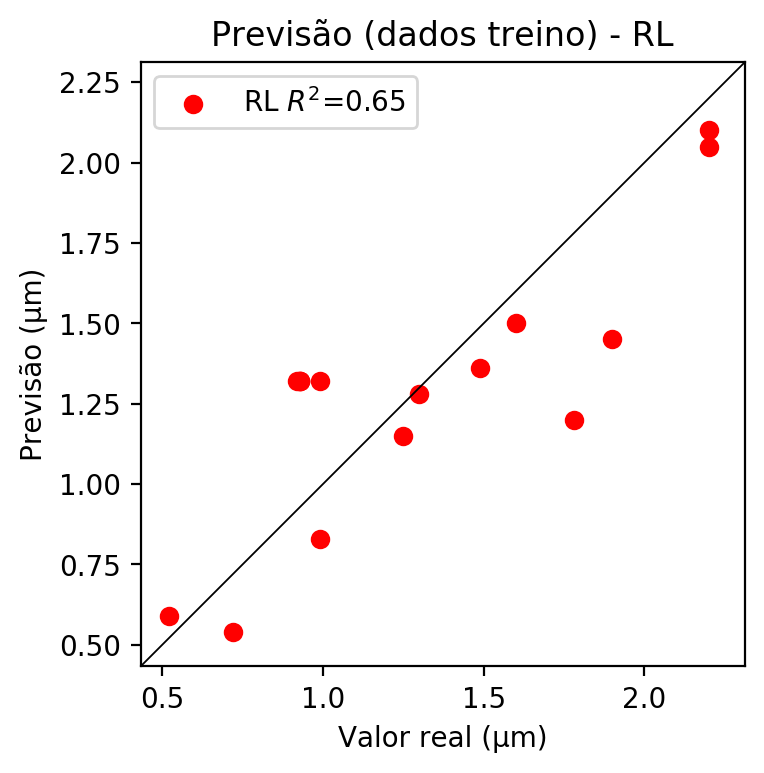 Previsão (dados treino) - RL
RL R²=0.65
Previsão (µm)
2.25
2.00
1.75
1.50
1.25
1.00
0.75
0.50
0.5 1.0 1.5 2.0
Valor real (µm)